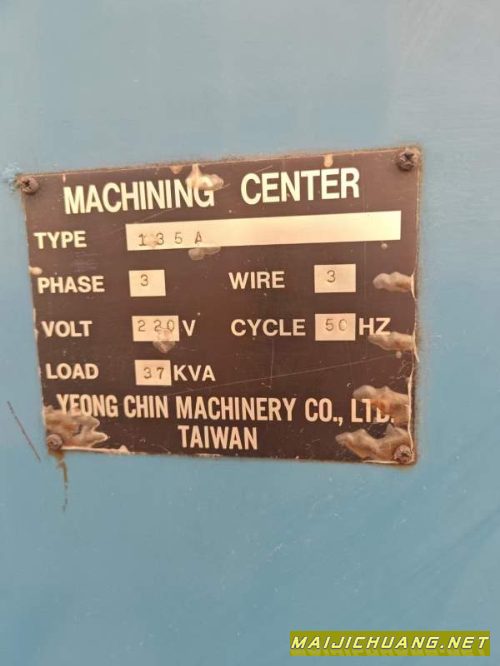 MACHINING CENTER
TYPE 135A
PHASE 3 WIRE 3
VOLT 220 V CYCLE 50 HZ
LOAD 37 KVA
YEONG CHIN MACHINERY CO., LTD.
TAIWAN
MAIJICHUANG.NET